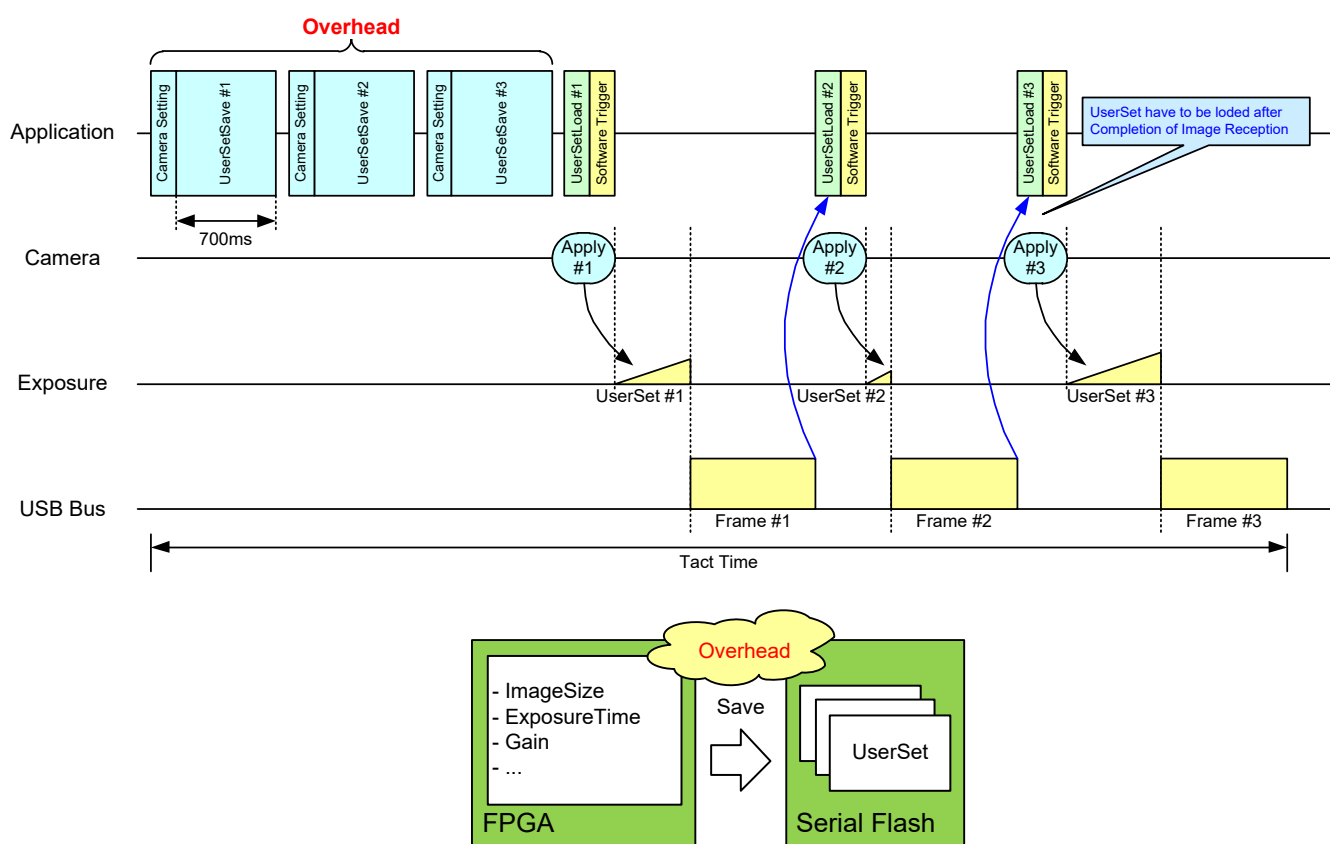 Overhead
Camera Setting
UserSetSave #1
Camera Setting
UserSetSave #2
Camera Setting
UserSetSave #3
UserSetLoad #1
Software Trigger
UserSetLoad #2
Software Trigger
UserSetLoad #3
Software Trigger
UserSet have to be loded after
Completion of Image Reception
Application
700ms
Camera
Apply
#1
Apply
#2
Apply
#3
Exposure
UserSet #1
UserSet #2
UserSet #3
USB Bus
Frame #1
Frame #2
Frame #3
Tact Time
Overhead
- ImageSize
- ExposureTime
- Gain
- ...
Save
UserSet
FPGA
Serial Flash